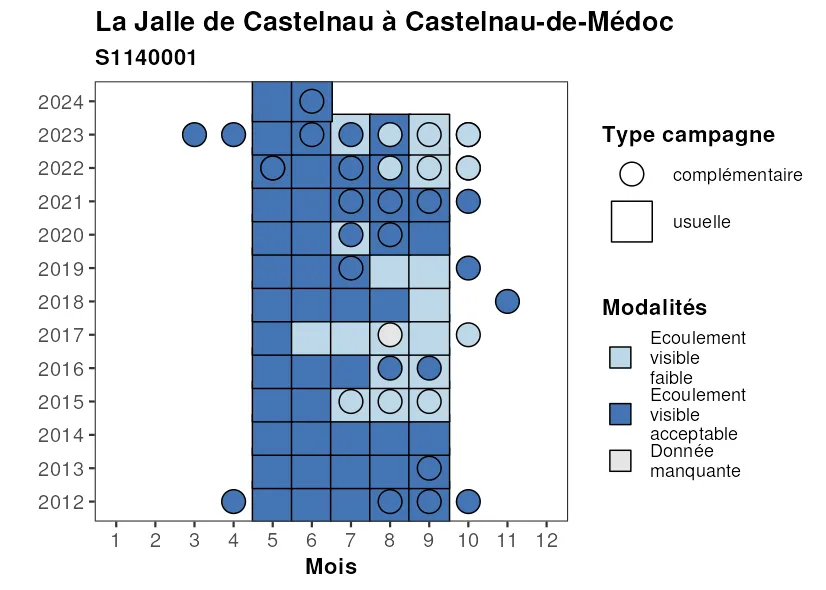 La Jalle de Castelnau à Castelnau-de-Médoc
S1140001
2024
2023
2022
2021
2020
2019
2018
2017
2016
2015
2014
2013
2012
1 2 3 4 5 6 7 8 9 10 11 12
Mois
Type campagne
complémentaire
usuelle
Modalités
Ecoulement
visible
faible
Ecoulement
visible
acceptable
Donnée
manquante